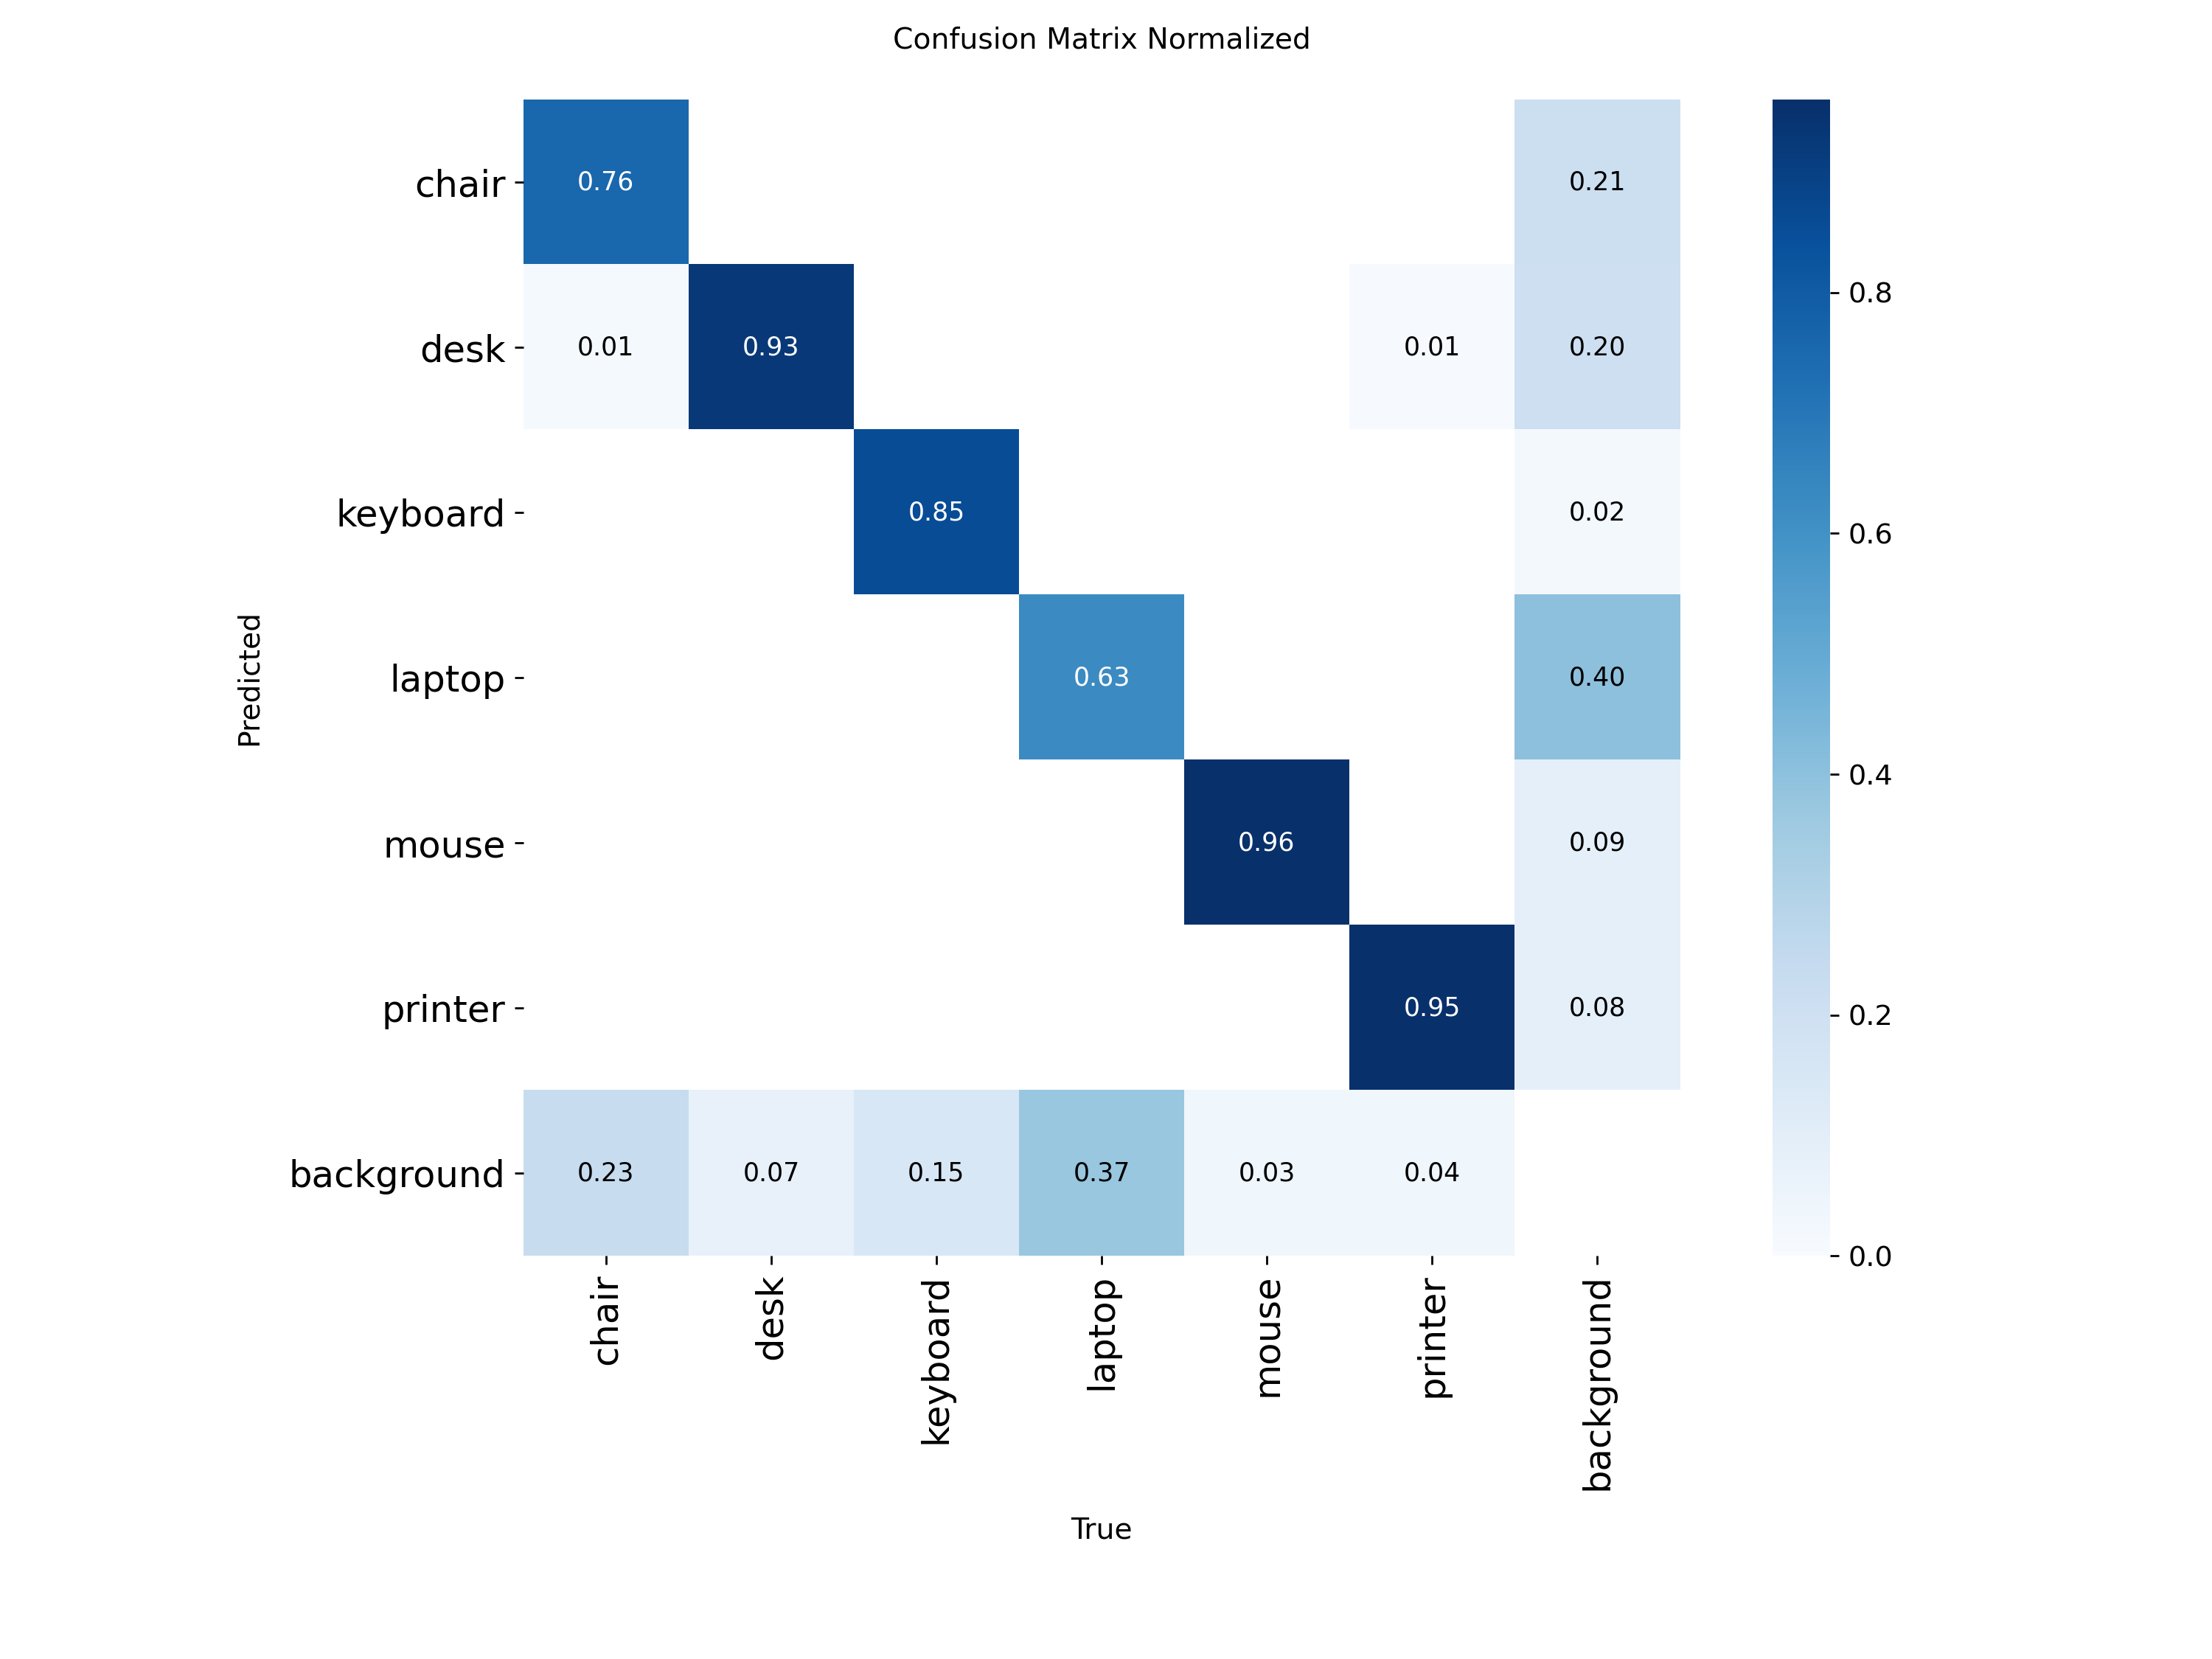 Confusion Matrix Normalized
chair 0.76 0.21
desk 0.01 0.93 0.01 0.20
keyboard 0.85 0.02
laptop 0.63 0.40
mouse 0.96 0.09
printer 0.95 0.08
background 0.23 0.07 0.15 0.37 0.03 0.04
chair desk keyboard laptop mouse printer background
True
Predicted
0.8
0.6
0.4
0.2
0.0